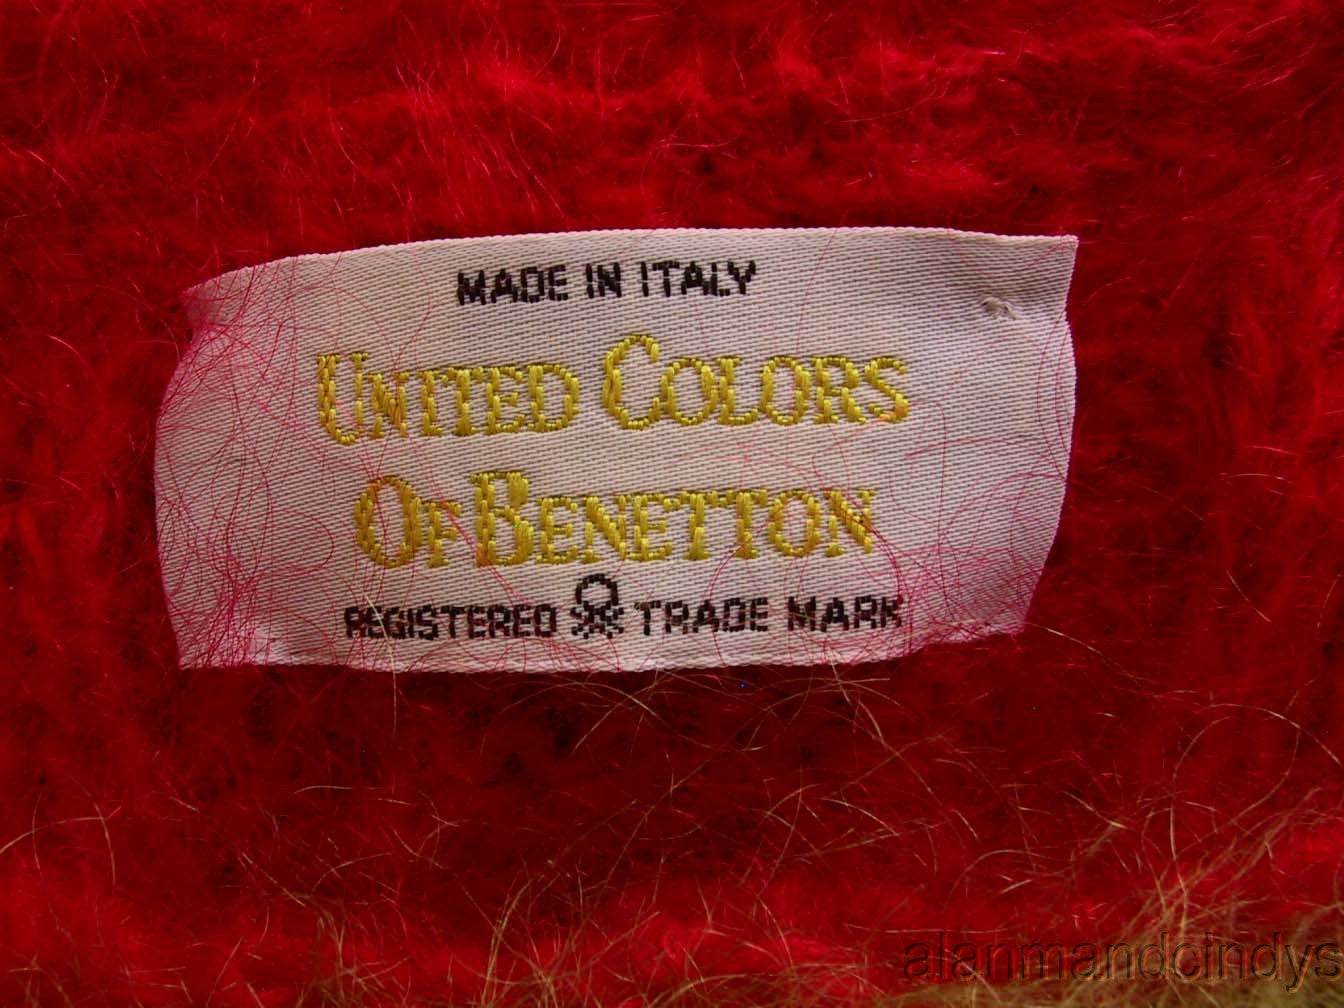 MADE IN ITALY
UNITED COLORS
OF BENETTON
REGISTERED TRADE MARK
alanmandcindys